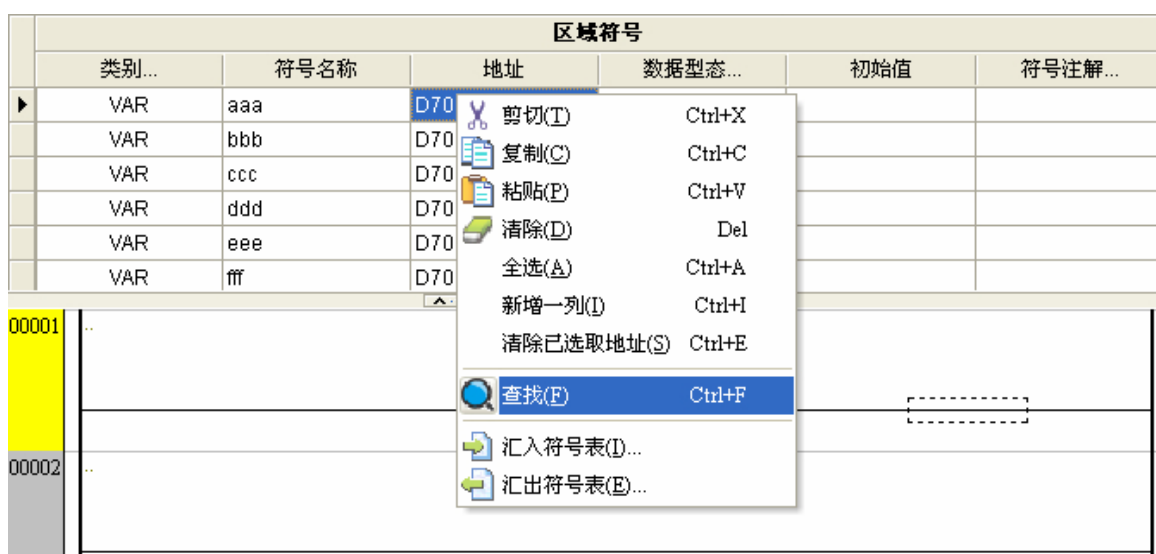 区域符号
类别... 符号名称 地址 数据型态... 初始值 符号注解...
VAR aaa D70
VAR bbb D70
VAR ccc D70
VAR ddd D70
VAR eee D70
VAR fff D70
剪切(T) Ctrl+X
复制(C) Ctrl+C
粘贴(P) Ctrl+V
清除(D) Del
全选(A) Ctrl+A
新增一列(I) Ctrl+I
清除已选取地址(S) Ctrl+E
查找(F) Ctrl+F
汇入符号表(I)...
汇出符号表(E)...
00001 ..
00002 ..